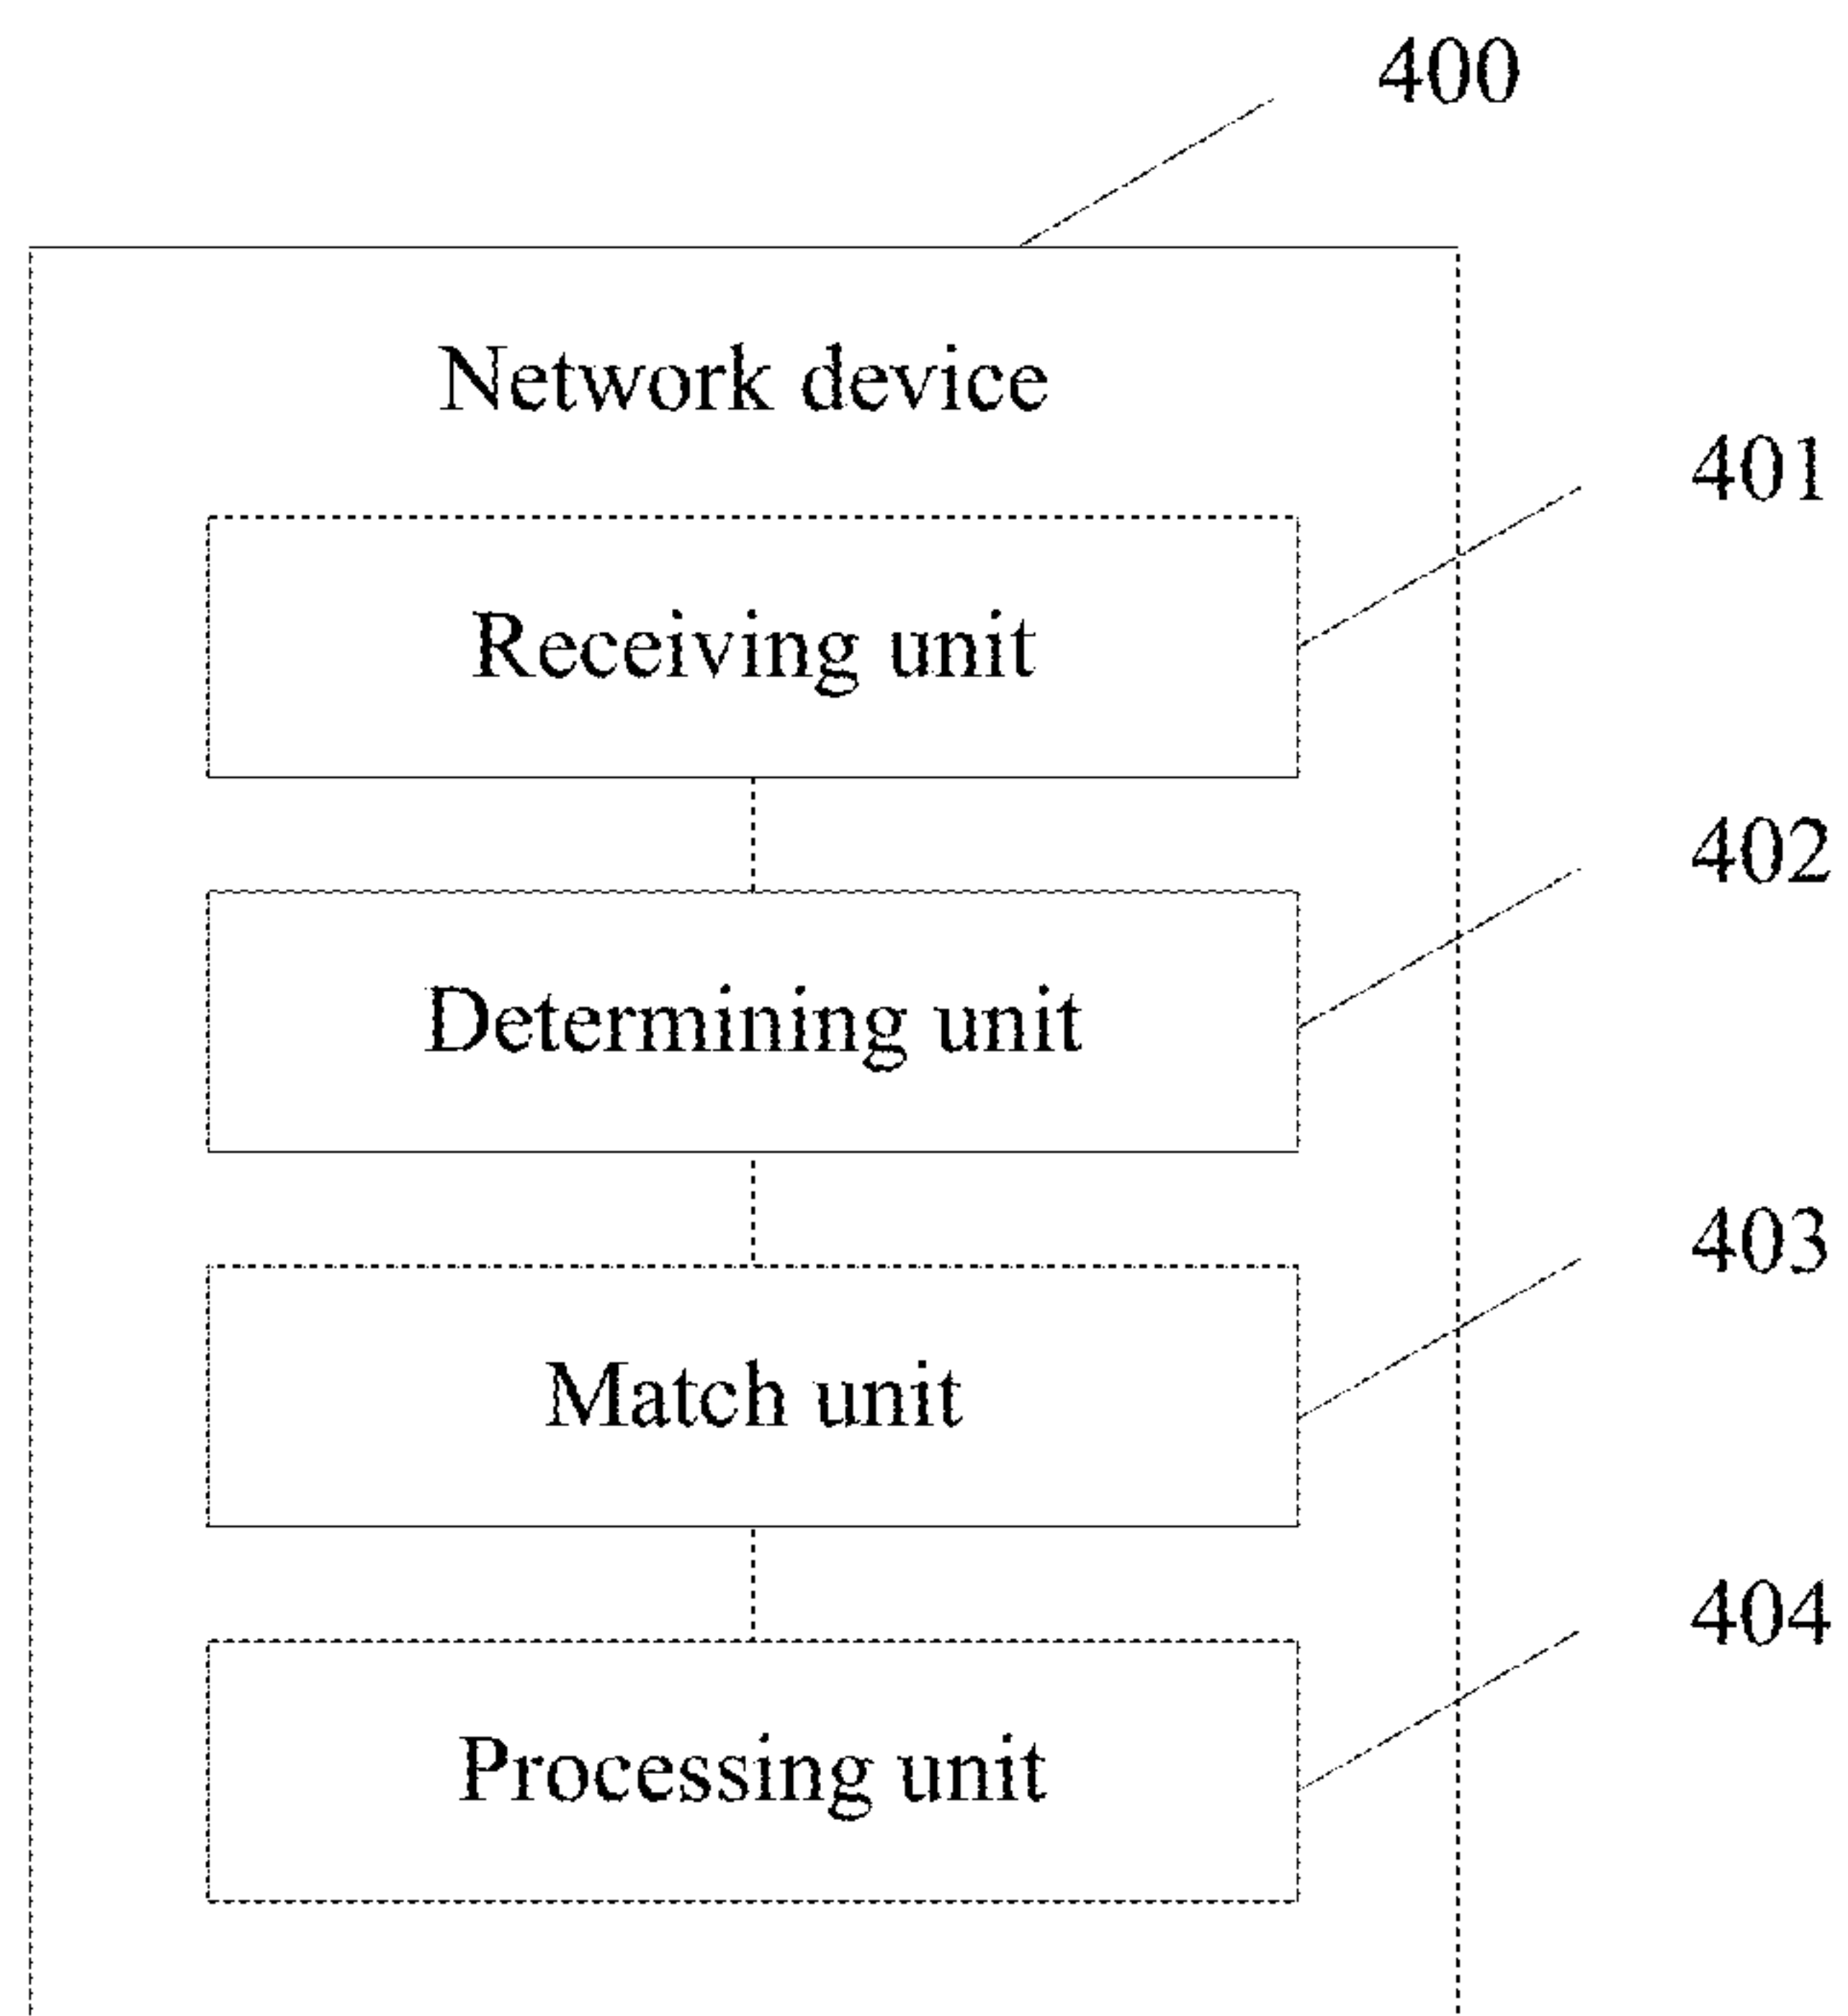 400
Network device
401
Receiving unit
402
Determining unit
403
Match unit
404
Processing unit